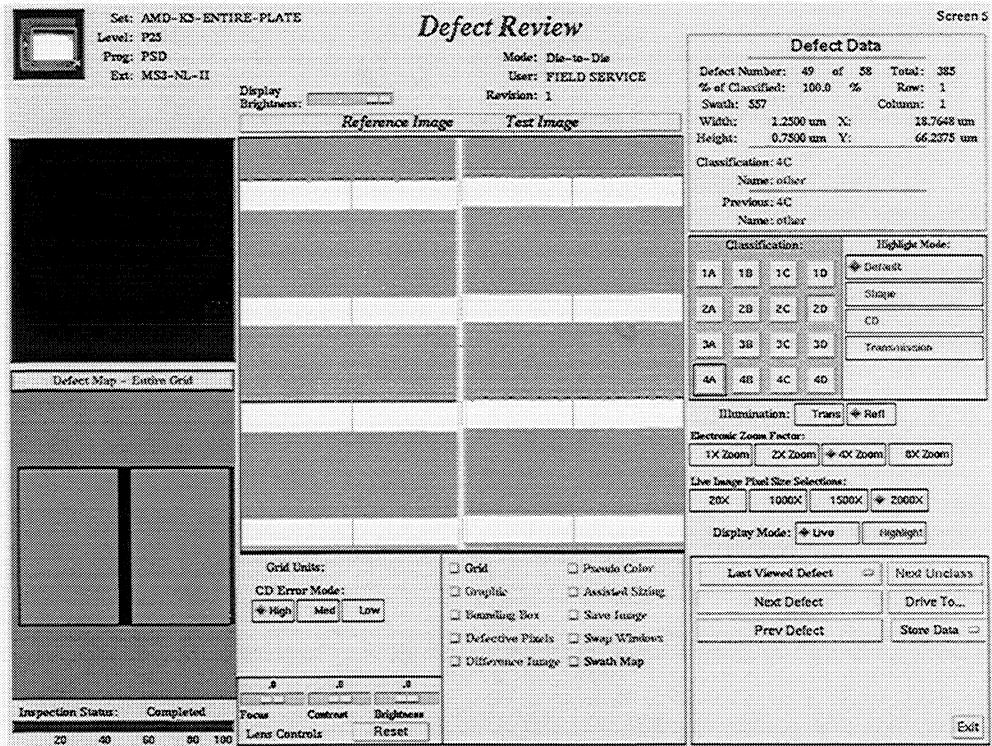 Screen 5
Set: AMD-K5-ENTIRE-PLATE
Level: P25
Prog: PSD
Ext: MS3-NL-II
Defect Review
Mode: Die-to-Die
User: FIELD SERVICE
Revision: 1
Display
Brightness:
Reference Image Test Image
Defect Data
Defect Number: 49 of 58 Total: 385
% of Classified: 100.0 % Row: 1
Swath: 557 Column: 1
Width: 1.2500 um X: 18.7648 um
Height: 0.7500 um Y: 66.2375 um
Classification: 4C
Name: other
Previous: 4C
Name: other
Classification:
1A 1B 1C 1D
2A 2B 2C 2D
3A 3B 3C 3D
4A 4B 4C 4D
Highlight Mode:
Default
Shape
CD
Transmission
Illumination: Trans Refl
Electronic Zoom Factor:
1X Zoom 2X Zoom 4X Zoom 8X Zoom
Live Image Pixel Size Selections:
20X 1000X 1500X 2000X
Display Mode: Live Highlight
Last Viewed Defect Next Unclass
Next Defect Drive To...
Prev Defect Store Data
Exit
Defect Map - Entire Grid
Inspection Status: Completed
20 40 60 80 100
Grid Units:
CD Error Mode:
High Med Low
Grid Pseudo Color
Graphic Assisted Sizing
Bounding Box Save Image
Defective Pixels Swap Windows
Difference Image Swath Map
.0 .0 .0
Focus Contrast Brightness
Lens Controls Reset